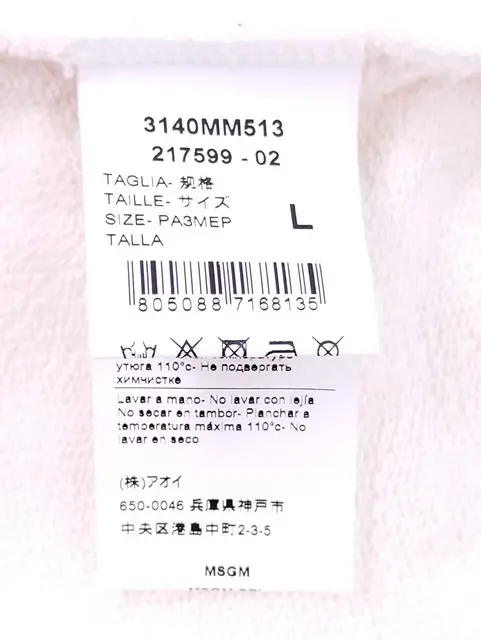 3140MM513
217599 - 02
TAGLIA- 规格
TAILLE- サイズ
SIZE- РАЗМЕР
TALLA
L
805088 7168135
утюга 110°c- Не подвергать
химчистке
Lavar a mano- No lavar con lejía
No secar en tambor- Planchar a
temperatura máxima 110°c- No
lavar en seco
(株)アオイ
650-0046 兵庫県神戸市
中央区港島中町2-3-5
MSGM